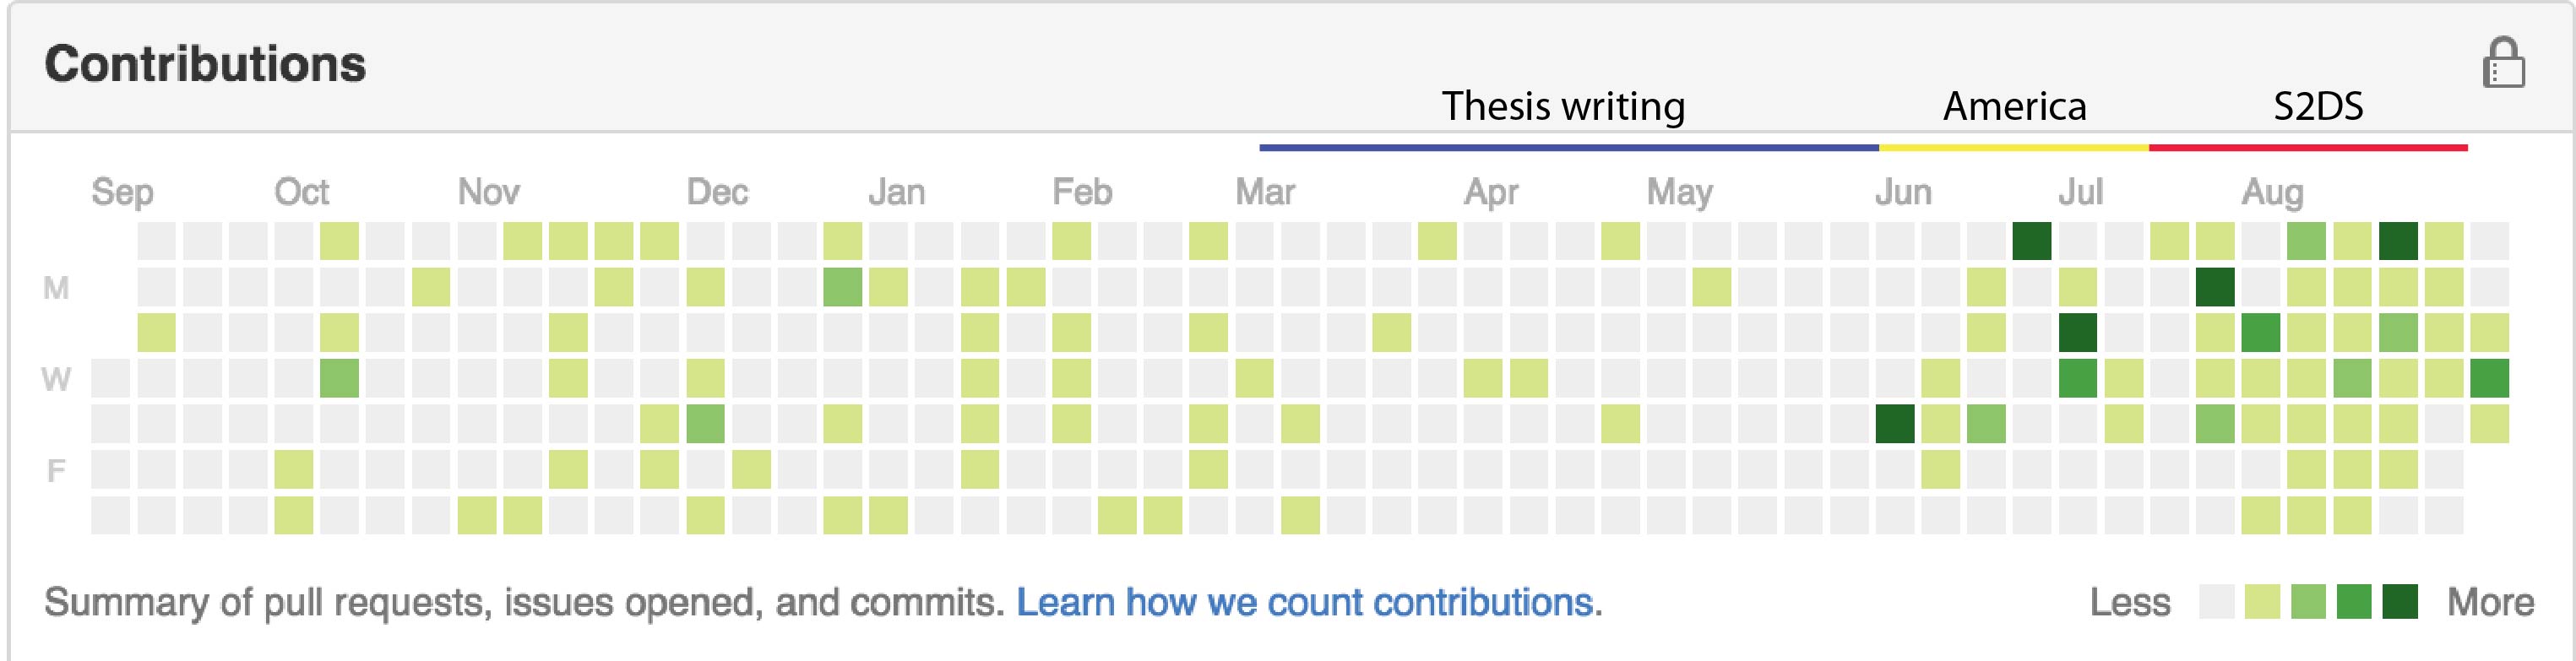 Contributions
Thesis writing America S2DS
Sep Oct Nov Dec Jan Feb Mar Apr May Jun Jul Aug
M
W
F
Summary of pull requests, issues opened, and commits. Learn how we count contributions.
Less More